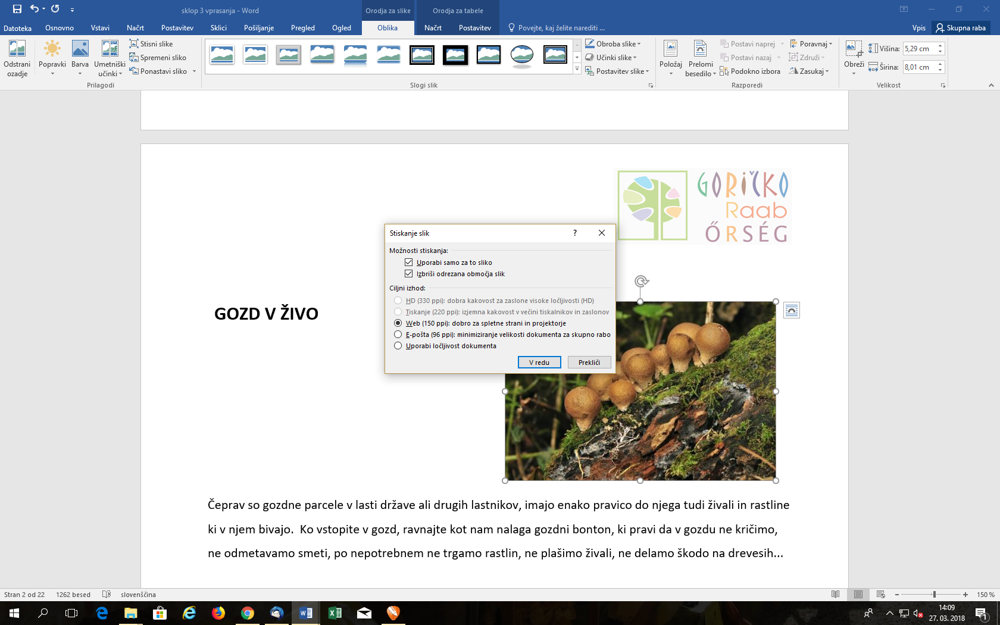 sklop 3 vprasanja - Word
Orodja za slike
Orodja za tabele
Datoteka
Osnovno
Vstavi
Načrt
Postavitev
Sklici
Pošiljanje
Pregled
Ogled
Oblika
Načrt
Postavitev
Povejte, kaj želite narediti ...
Vpis
Skupna raba
Odstrani
ozadje
Popravki
Barva
Umetniški
učinki
Stisni slike
Spremeni sliko
Ponastavi sliko
Prilagodi
Slogi slik
Obroba slike
Učinki slike
Postavitev slike
Položaj
Prelomi
besedilo
Postavi naprej
Postavi nazaj
Podokno izbora
Poravnaj
Združi
Zasukaj
Razporedi
Obreži
Višina:
5,29 cm
Širina:
8,01 cm
Velikost
GORIČKO
Raab
ŐRSÉG
Stiskanje slik
?
Možnosti stiskanja:
Uporabi samo za to sliko
Izbriši odrezana območja slik
Ciljni izhod:
HD (330 ppi): dobra kakovost za zaslone visoke ločljivosti (HD)
Tiskanje (220 ppi): izjemna kakovost v večini tiskalnikov in zaslonov
Web (150 ppi): dobro za spletne strani in projektorje
E-pošta (96 ppi): minimiziranje velikosti dokumenta za skupno rabo
Uporabi ločljivost dokumenta
V redu
Prekliči
GOZD V ŽIVO
Čeprav so gozdne parcele v lasti države ali drugih lastnikov, imajo enako pravico do njega tudi živali in rastline
ki v njem bivajo.  Ko vstopite v gozd, ravnajte kot nam nalaga gozdni bonton, ki pravi da v gozdu ne kričimo,
ne odmetavamo smeti, po nepotrebnem ne trgamo rastlin, ne plašimo živali, ne delamo škodo na drevesih...
Stran 2 od 22
1262 besed
slovenščina
150 %
14:09
27. 03. 2018
1